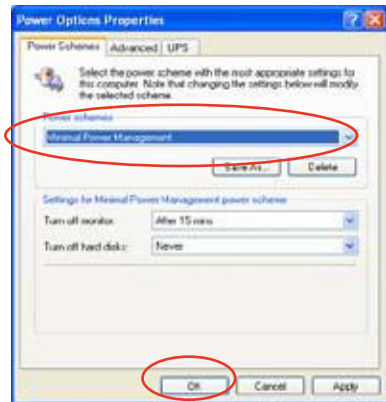 Power Options Properties
Power Schemes Advanced UPS
Select the power scheme with the most appropriate settings for
this computer. Note that changing the settings below will modify
the selected scheme.
Power schemes
Minimal Power Management
Save As... Delete
Settings for Minimal Power Management power scheme
Turn off monitor: After 15 mins
Turn off hard disks: Never
OK Cancel Apply